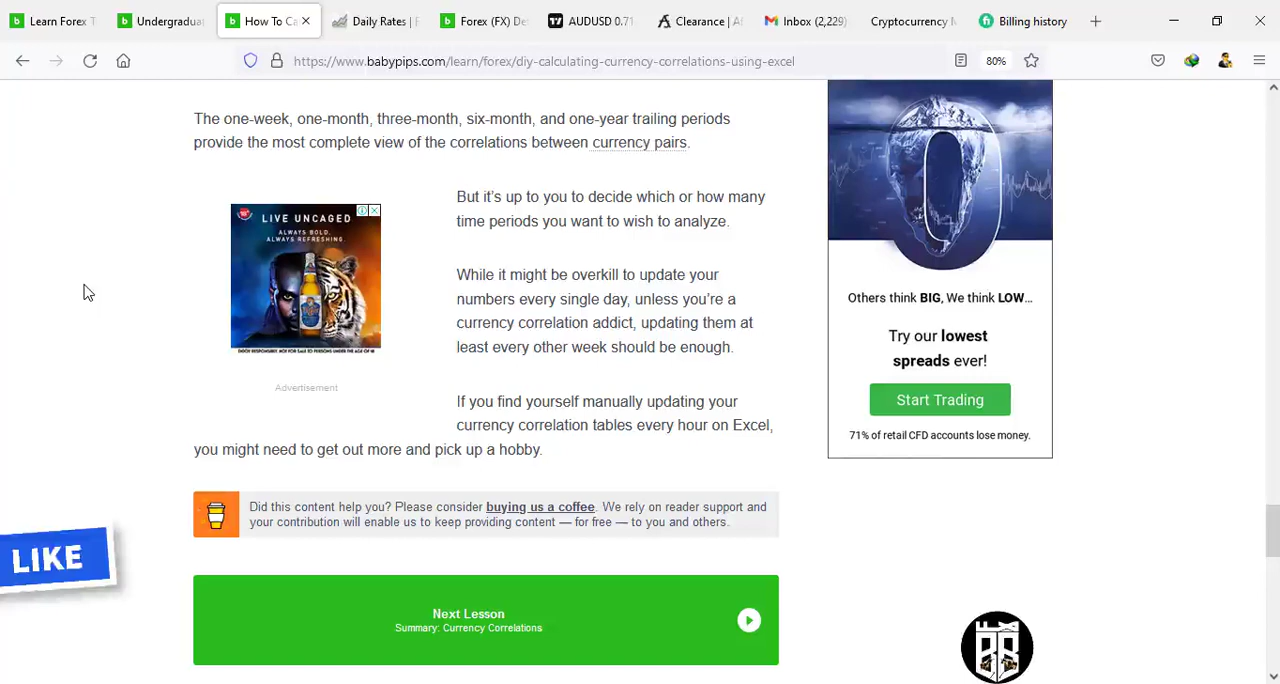 Learn Forex T
Undergradua
How To Ca
Daily Rates | F
Forex (FX) De
AUDUSD 0.71
Clearance | A
Inbox (2,229)
Cryptocurrency M
Billing history
https://www.babypips.com/learn/forex/diy-calculating-currency-correlations-using-excel
80%
The one-week, one-month, three-month, six-month, and one-year trailing periods
provide the most complete view of the correlations between currency pairs.
LIVE UNCAGED
ALWAYS BOLD.
ALWAYS REFRESHING.
Advertisement
But it's up to you to decide which or how many
time periods you want to wish to analyze.
While it might be overkill to update your
numbers every single day, unless you're a
currency correlation addict, updating them at
least every other week should be enough.
If you find yourself manually updating your
currency correlation tables every hour on Excel,
you might need to get out more and pick up a hobby.
Did this content help you? Please consider buying us a coffee. We rely on reader support and
your contribution will enable us to keep providing content — for free — to you and others.
LIKE
Next Lesson
Summary: Currency Correlations
Others think BIG, We think LOW...
Try our lowest
spreads ever!
Start Trading
71% of retail CFD accounts lose money.
BB